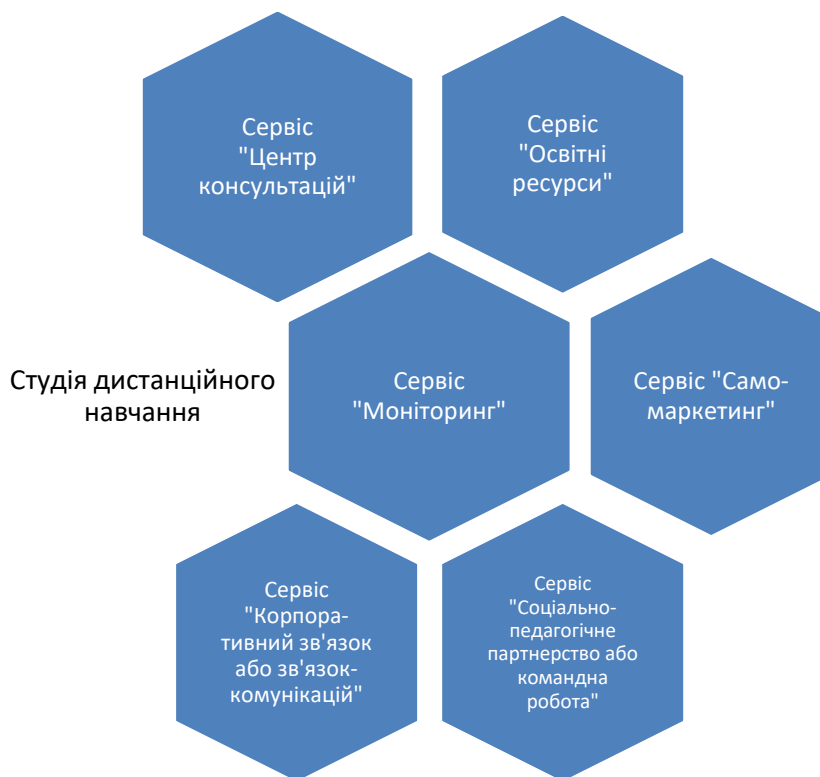 Сервіс
"Центр
консультацій"
Сервіс
"Освітні
ресурси"
Студія дистанційного
навчання
Сервіс
"Моніторинг"
Сервіс "Само-
маркетинг"
Сервіс
"Корпора-
тивний зв'язок
або зв'язок-
комунікацій"
Сервіс
"Соціально-
педагогічне
партнерство або
командна
робота"